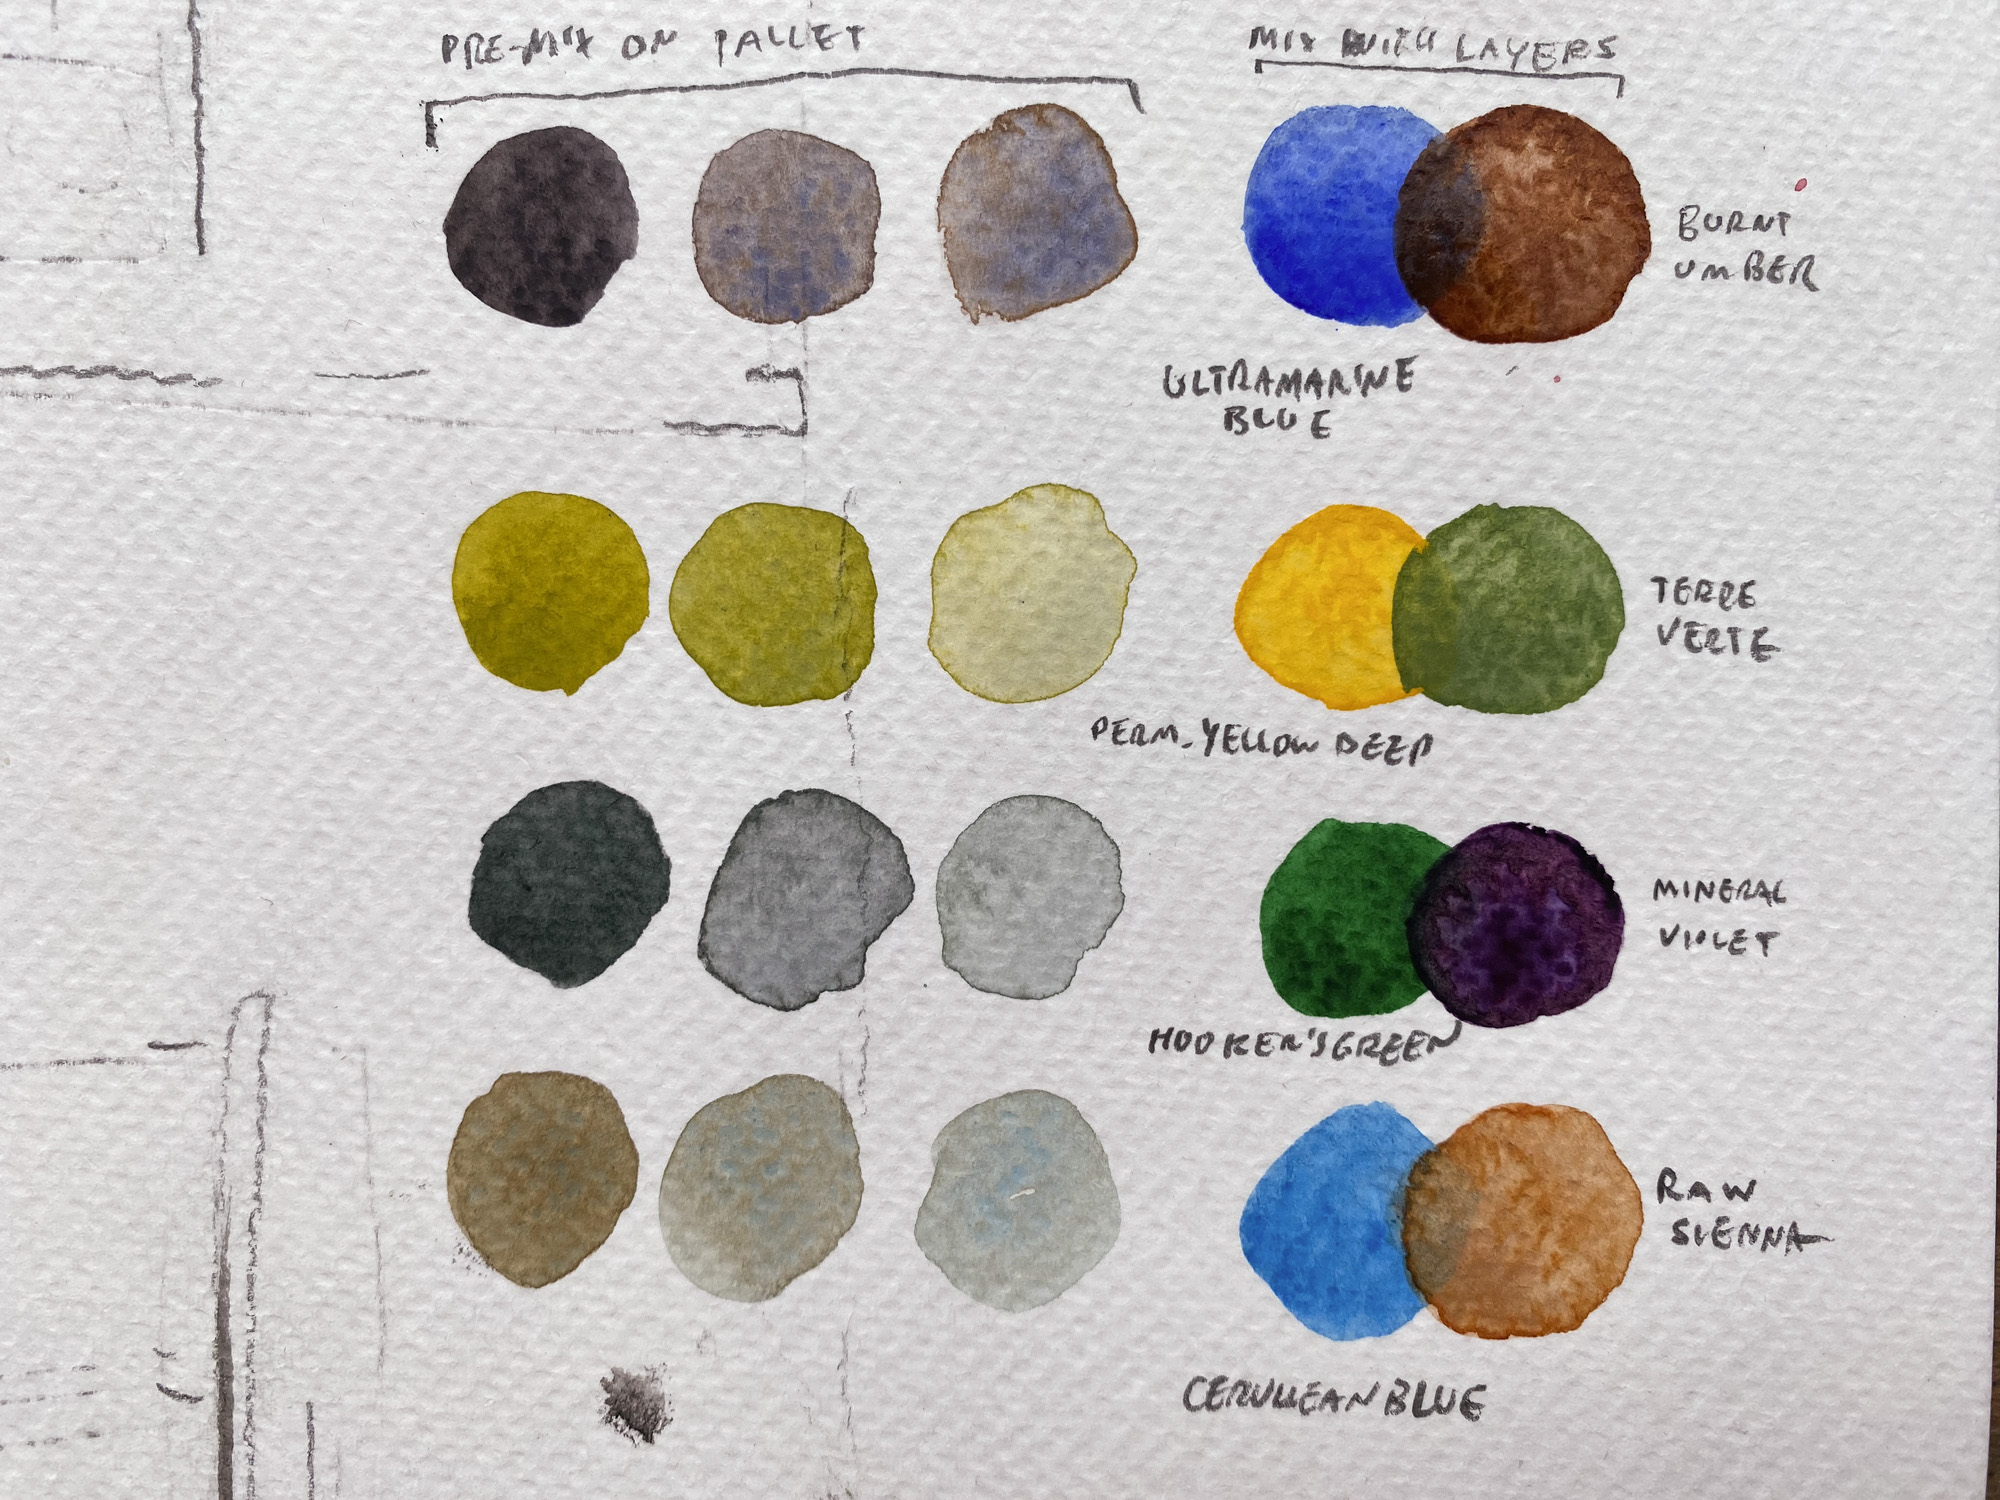 PRE-MIX ON PALLET
MIX WITH LAYERS
BURNT
UMBER
ULTRAMARINE
BLUE
TERRE
VERTE
PERM. YELLOW DEEP
MINERAL
VIOLET
HOOKER'S GREEN
RAW
SIENNA
CERULEAN BLUE